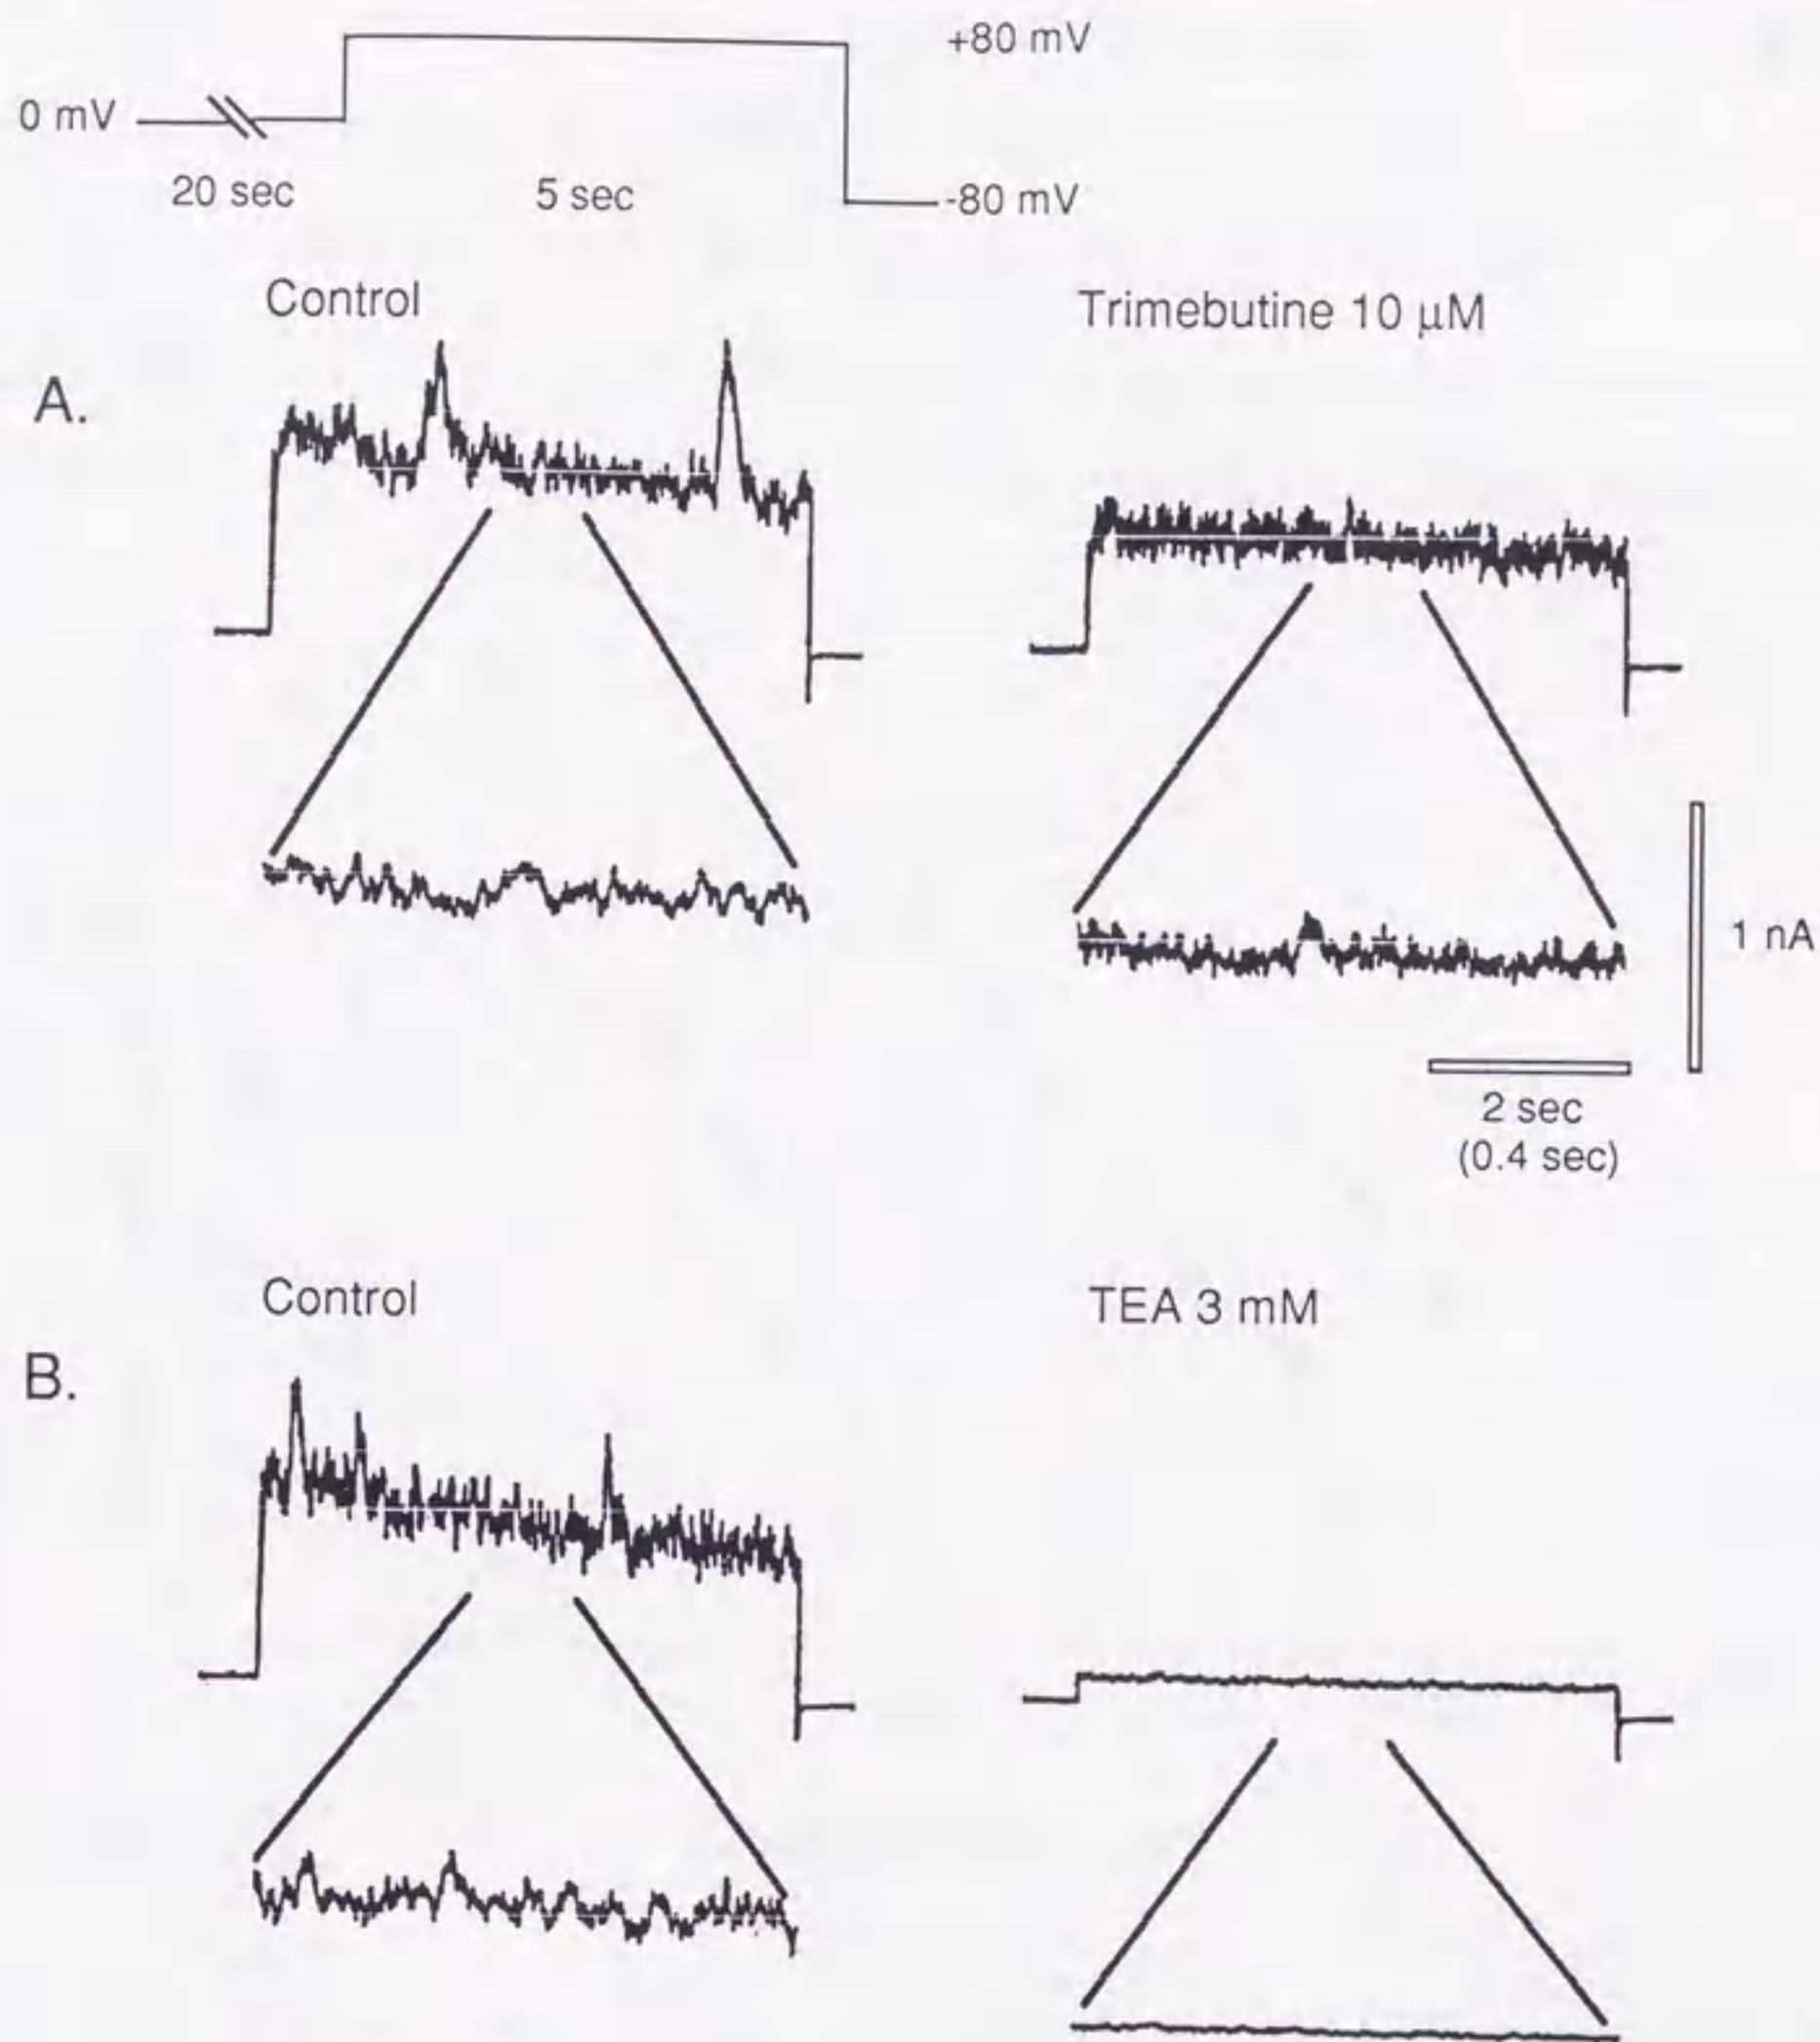 +80 mV
0 mV
20 sec
5 sec
-80 mV
Control
Trimebutine 10 μM
A.
1 nA
2 sec
(0.4 sec)
Control
TEA 3 mM
B.